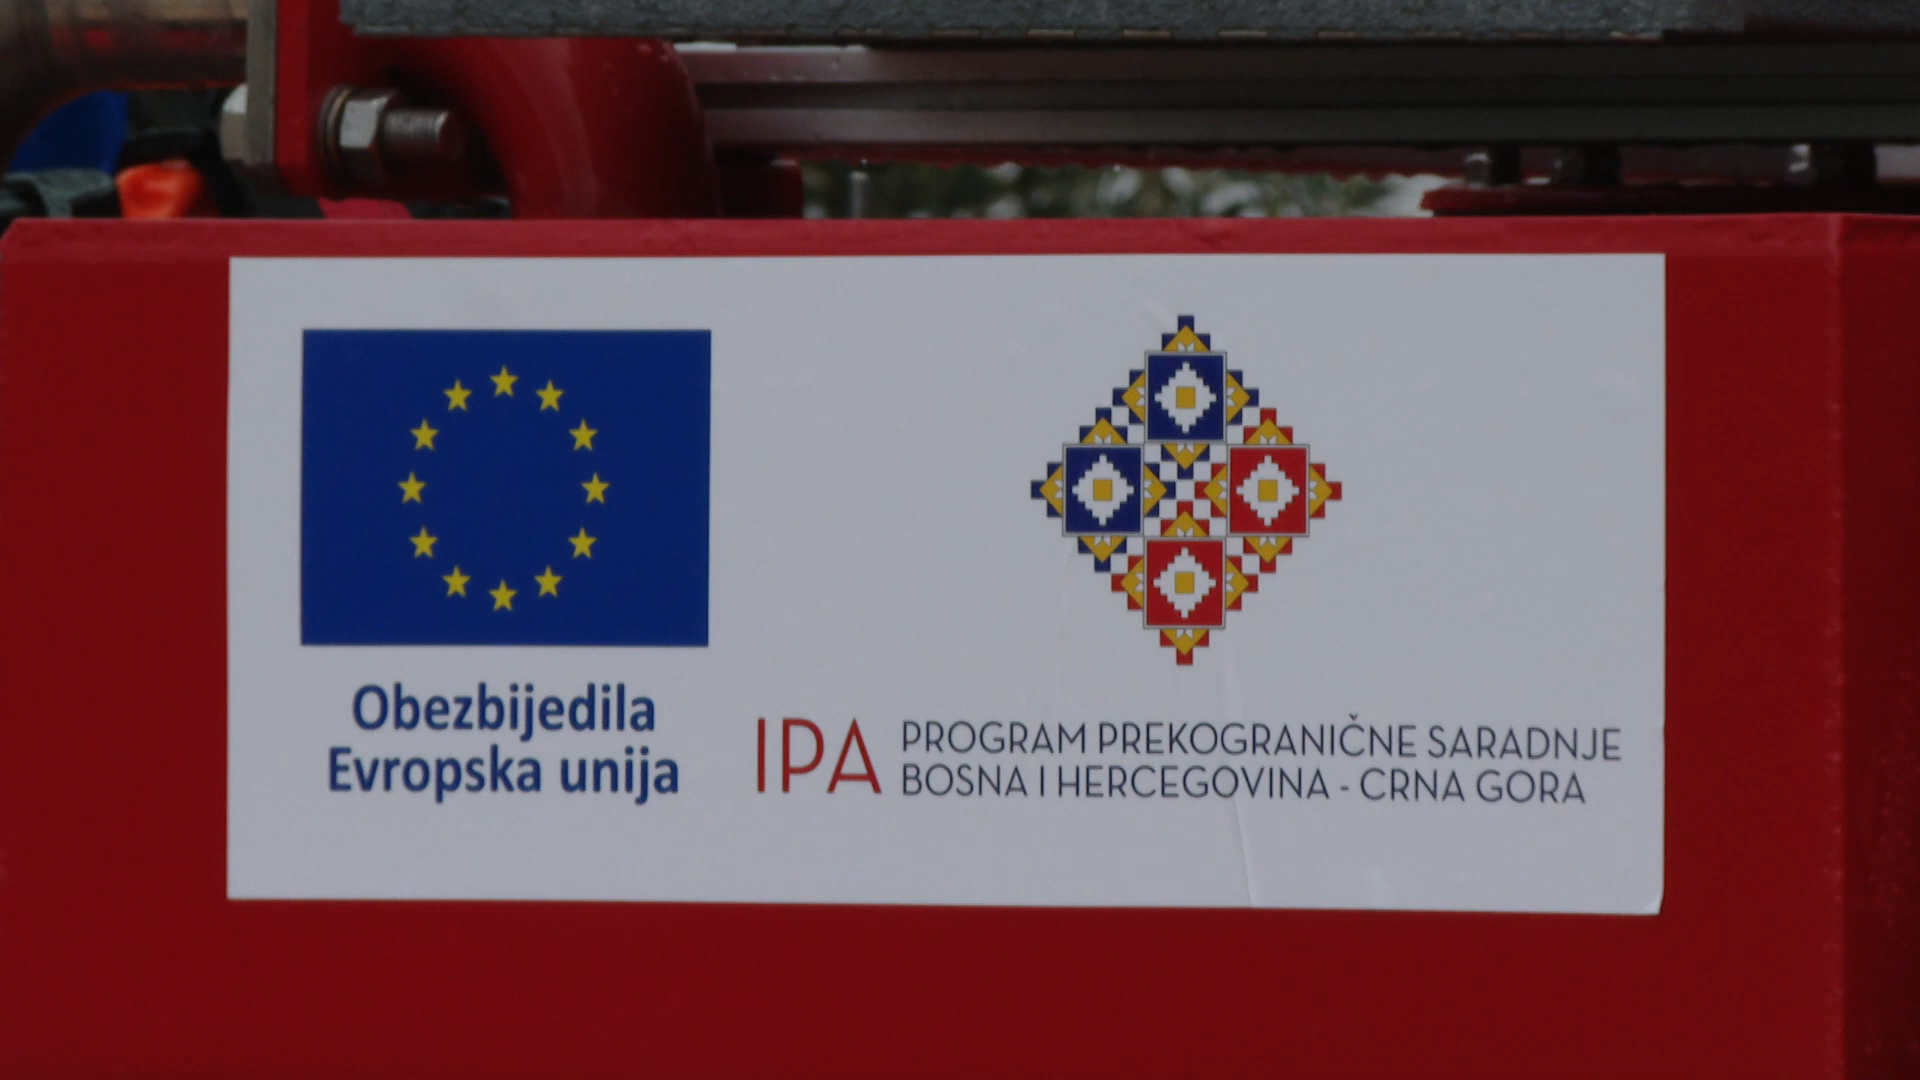 Obezbijedila
Evropska unija
IPA PROGRAM PREKOGRANIČNE SARADNJE
BOSNA I HERCEGOVINA - CRNA GORA